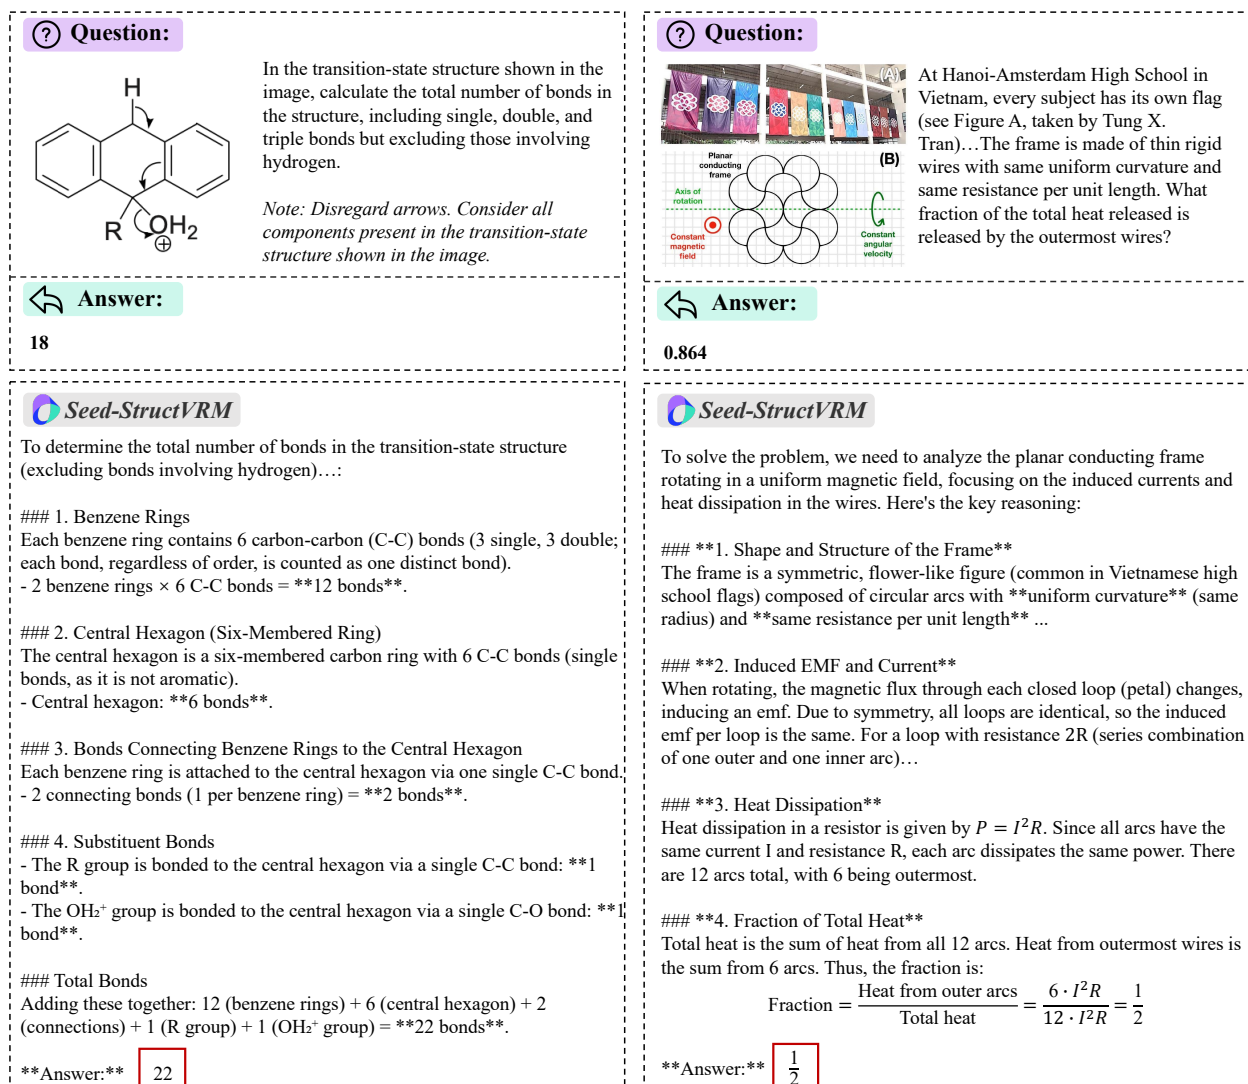 Question:
H
R
OH2
⊕
In the transition-state structure shown in the
image, calculate the total number of bonds in
the structure, including single, double, and
triple bonds but excluding those involving
hydrogen.
Note: Disregard arrows. Consider all
components present in the transition-state
structure shown in the image.
Answer:
18
Seed-StructVRM
To determine the total number of bonds in the transition-state structure
(excluding bonds involving hydrogen)…:
### 1. Benzene Rings
Each benzene ring contains 6 carbon-carbon (C-C) bonds (3 single, 3 double;
each bond, regardless of order, is counted as one distinct bond).
- 2 benzene rings × 6 C-C bonds = **12 bonds**.
### 2. Central Hexagon (Six-Membered Ring)
The central hexagon is a six-membered carbon ring with 6 C-C bonds (single
bonds, as it is not aromatic).
- Central hexagon: **6 bonds**.
### 3. Bonds Connecting Benzene Rings to the Central Hexagon
Each benzene ring is attached to the central hexagon via one single C-C bond.
- 2 connecting bonds (1 per benzene ring) = **2 bonds**.
### 4. Substituent Bonds
- The R group is bonded to the central hexagon via a single C-C bond: **1
bond**.
- The OH₂⁺ group is bonded to the central hexagon via a single C-O bond: **1
bond**.
### Total Bonds
Adding these together: 12 (benzene rings) + 6 (central hexagon) + 2
(connections) + 1 (R group) + 1 (OH₂⁺ group) = **22 bonds**.
**Answer:** 22
Question:
(A)
Planar
conducting
frame
(B)
Axis of
rotation
Constant
magnetic
field
Constant
angular
velocity
At Hanoi-Amsterdam High School in
Vietnam, every subject has its own flag
(see Figure A, taken by Tung X.
Tran)…The frame is made of thin rigid
wires with same uniform curvature and
same resistance per unit length. What
fraction of the total heat released is
released by the outermost wires?
Answer:
0.864
Seed-StructVRM
To solve the problem, we need to analyze the planar conducting frame
rotating in a uniform magnetic field, focusing on the induced currents and
heat dissipation in the wires. Here's the key reasoning:
### **1. Shape and Structure of the Frame**
The frame is a symmetric, flower-like figure (common in Vietnamese high
school flags) composed of circular arcs with **uniform curvature** (same
radius) and **same resistance per unit length** ...
### **2. Induced EMF and Current**
When rotating, the magnetic flux through each closed loop (petal) changes,
inducing an emf. Due to symmetry, all loops are identical, so the induced
emf per loop is the same. For a loop with resistance 2R (series combination
of one outer and one inner arc)…
### **3. Heat Dissipation**
Heat dissipation in a resistor is given by P = I²R. Since all arcs have the
same current I and resistance R, each arc dissipates the same power. There
are 12 arcs total, with 6 being outermost.
### **4. Fraction of Total Heat**
Total heat is the sum of heat from all 12 arcs. Heat from outermost wires is
the sum from 6 arcs. Thus, the fraction is:
Fraction = Heat from outer arcs / Total heat = 6 · I²R / 12 · I²R = 1 / 2
**Answer:** 1 / 2